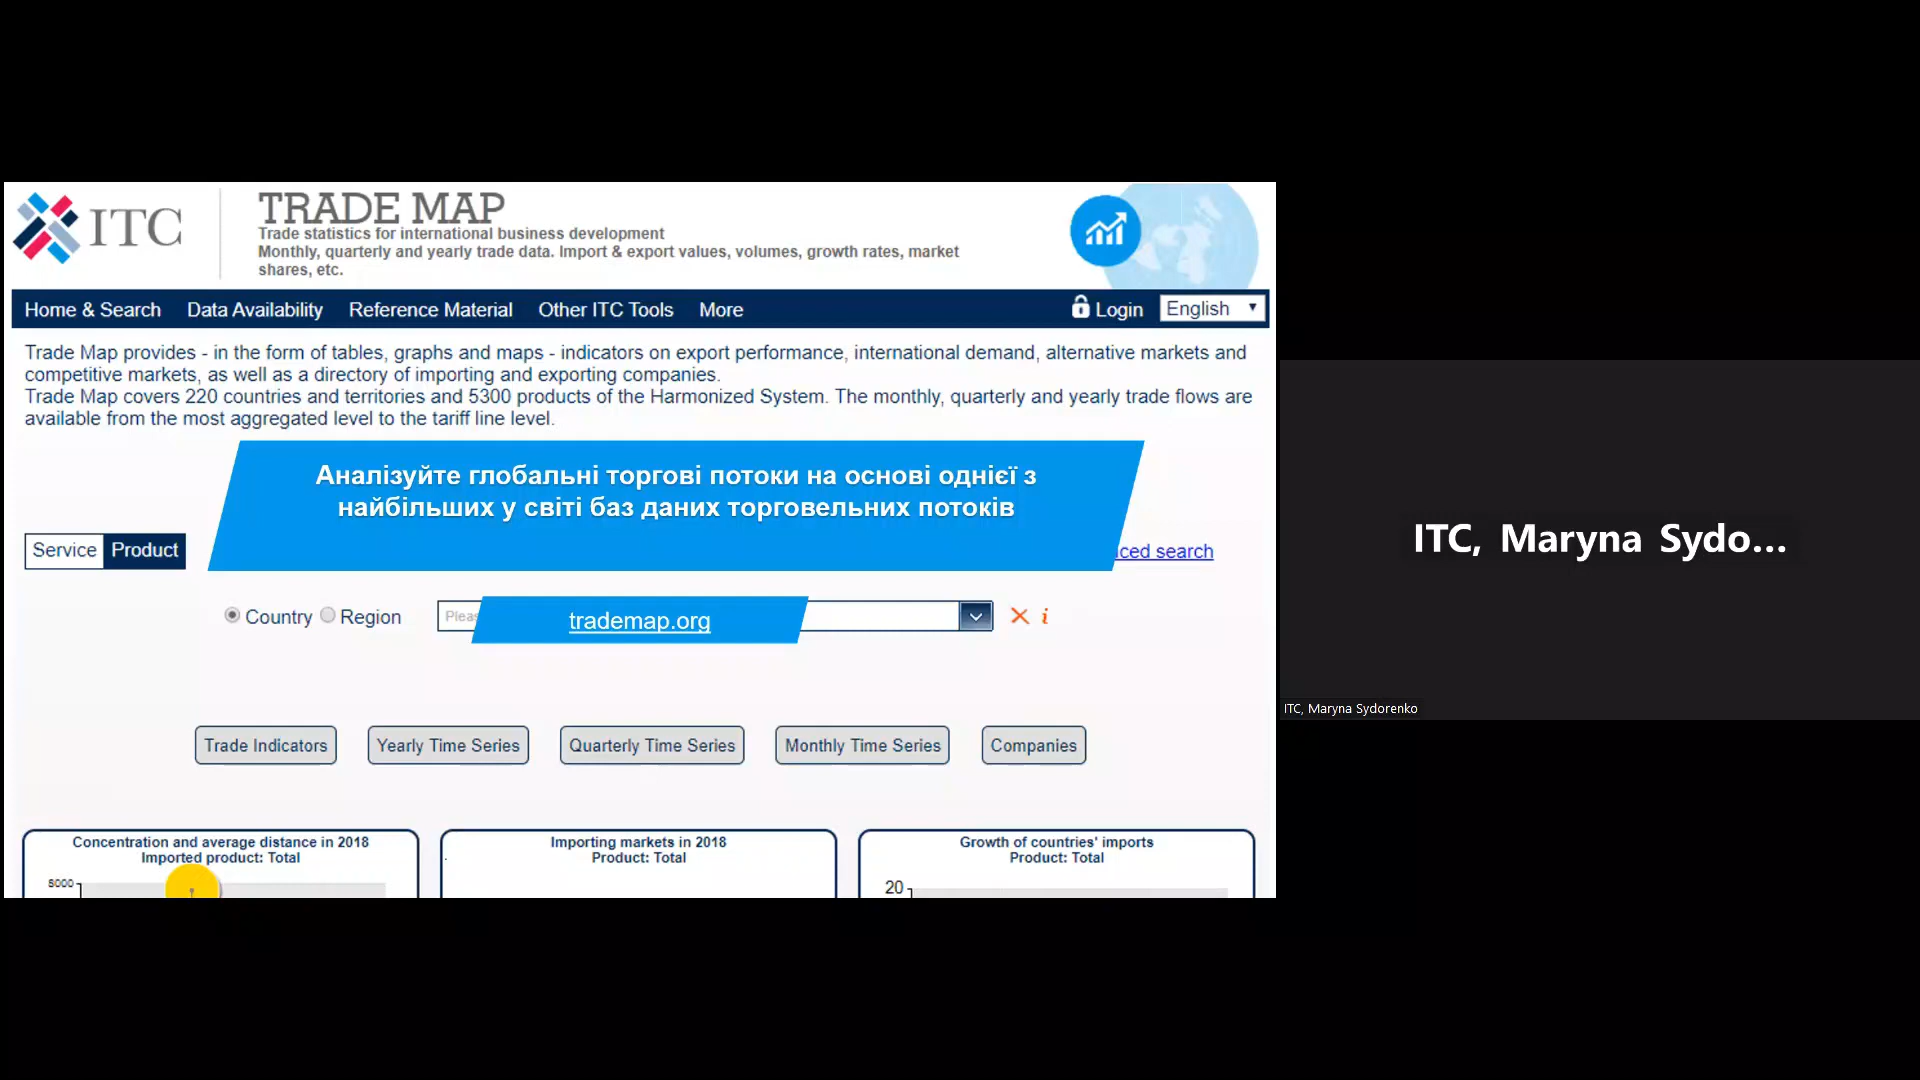 ITC
TRADE MAP
Trade statistics for international business development
Monthly, quarterly and yearly trade data. Import & export values, volumes, growth rates, market
shares, etc.
Home & Search Data Availability Reference Material Other ITC Tools More Login English
Trade Map provides - in the form of tables, graphs and maps - indicators on export performance, international demand, alternative markets and
competitive markets, as well as a directory of importing and exporting companies.
Trade Map covers 220 countries and territories and 5300 products of the Harmonized System. The monthly, quarterly and yearly trade flows are
available from the most aggregated level to the tariff line level.
Аналізуйте глобальні торгові потоки на основі однієї з
найбільших у світі баз даних торговельних потоків
Service Product
search
Country Region
trademap.org
i
Trade Indicators Yearly Time Series Quarterly Time Series Monthly Time Series Companies
Concentration and average distance in 2018
Imported product: Total
Importing markets in 2018
Product: Total
Growth of countries' imports
Product: Total
20
ITC, Maryna Sydo...
ITC, Maryna Sydorenko